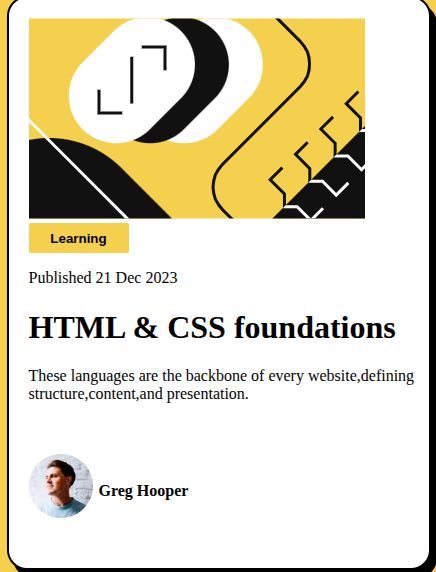 Learning
Published 21 Dec 2023
HTML & CSS foundations
These languages are the backbone of every website,defining
structure,content,and presentation.
Greg Hooper